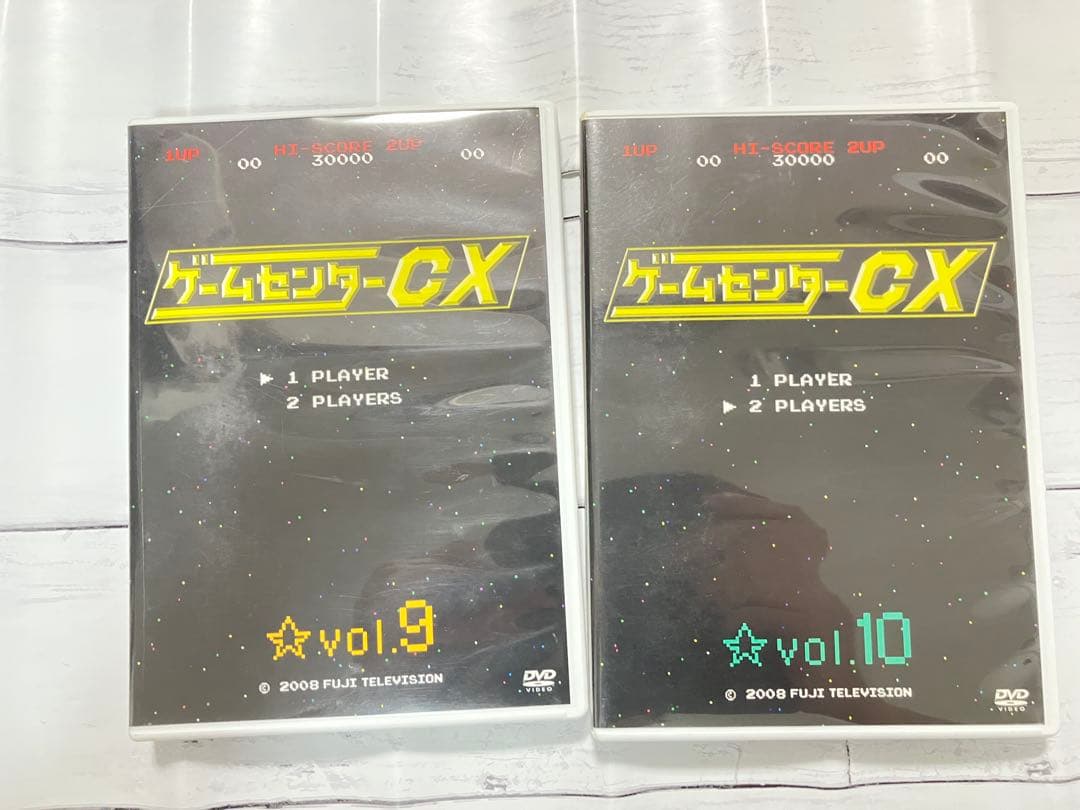 1UP HI-SCORE 2UP
00 30000 00
ゲームセンターCX
▶ 1 PLAYER
2 PLAYERS
☆vol.9
© 2008 FUJI TELEVISION
DVD
VIDEO
1UP HI-SCORE 2UP
00 30000 00
ゲームセンターCX
1 PLAYER
▶ 2 PLAYERS
☆vol.10
© 2008 FUJI TELEVISION
DVD
VIDEO